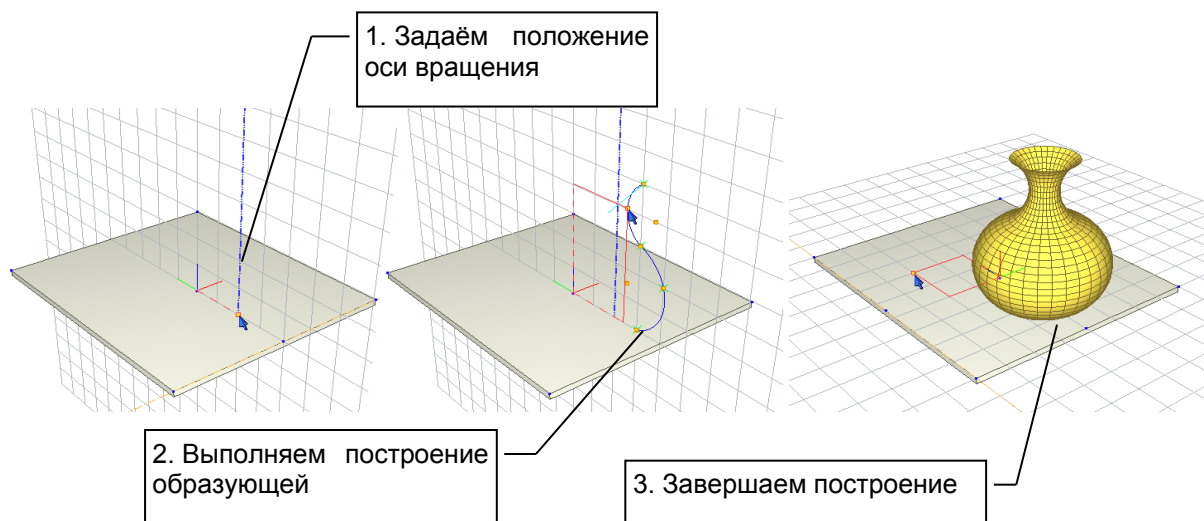 1. Задаём положение
оси вращения
2. Выполняем построение
образующей
3. Завершаем построение